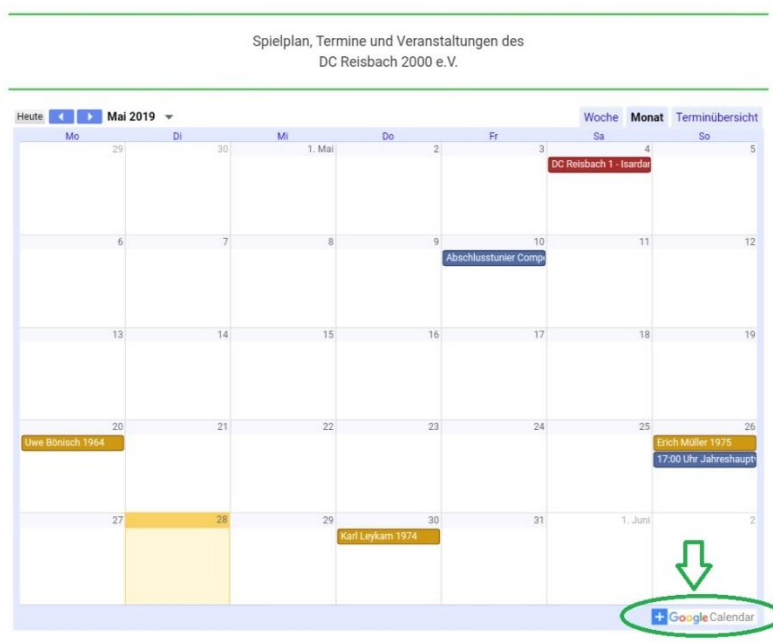 Spielplan, Termine und Veranstaltungen des
DC Reisbach 2000 e.V.
Heute Mai 2019 Woche Monat Terminübersicht
Mo Di Mi Do Fr Sa So
29 30 1. Mai 2 3 4 5
DC Reisbach 1 - Isardar
6 7 8 9 10 11 12
Abschlusstunier Compe
13 14 15 16 17 18 19
20 21 22 23 24 25 26
Uwe Bönisch 1964 Erich Müller 1975
17:00 Uhr Jahreshaupt
27 28 29 30 31 1. Juni 2
Karl Leykam 1974
Google Calendar